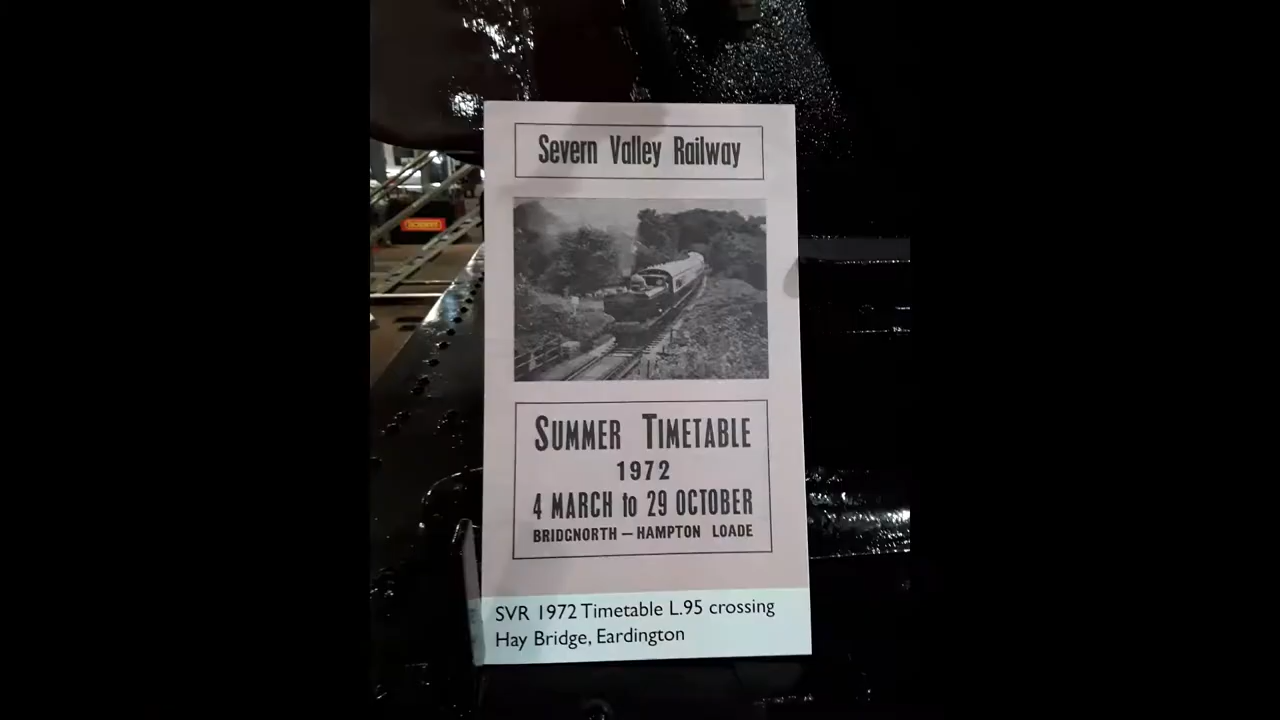 Severn Valley Railway
SUMMER TIMETABLE
1972
4 MARCH to 29 OCTOBER
BRIDGNORTH — HAMPTON LOADE
SVR 1972 Timetable L.95 crossing
Hay Bridge, Eardington